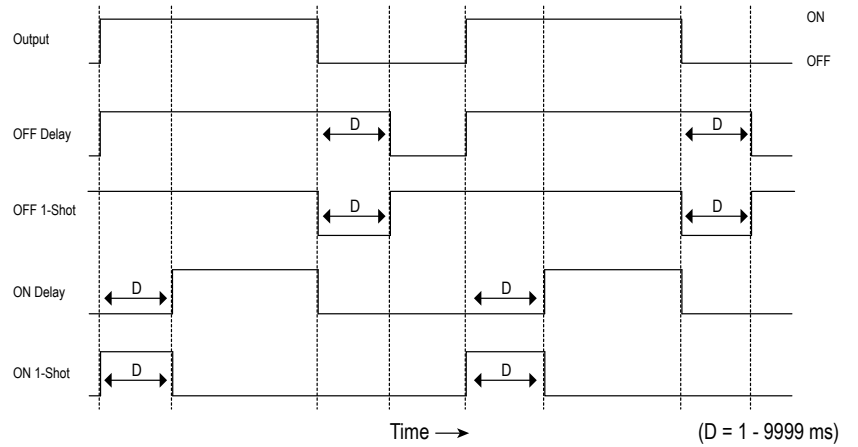 Output
ON
OFF
OFF Delay
D
D
OFF 1-Shot
D
D
ON Delay
D
D
ON 1-Shot
D
D
Time
(D = 1 - 9999 ms)